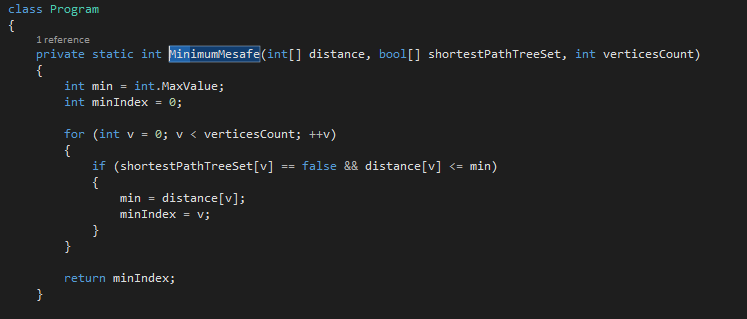 class Program
{
1 reference
private static int MinimumMesafe(int[] distance, bool[] shortestPathTreeSet, int verticesCount)
{
int min = int.MaxValue;
int minIndex = 0;
for (int v = 0; v < verticesCount; ++v)
{
if (shortestPathTreeSet[v] == false && distance[v] <= min)
{
min = distance[v];
minIndex = v;
}
}
return minIndex;
}